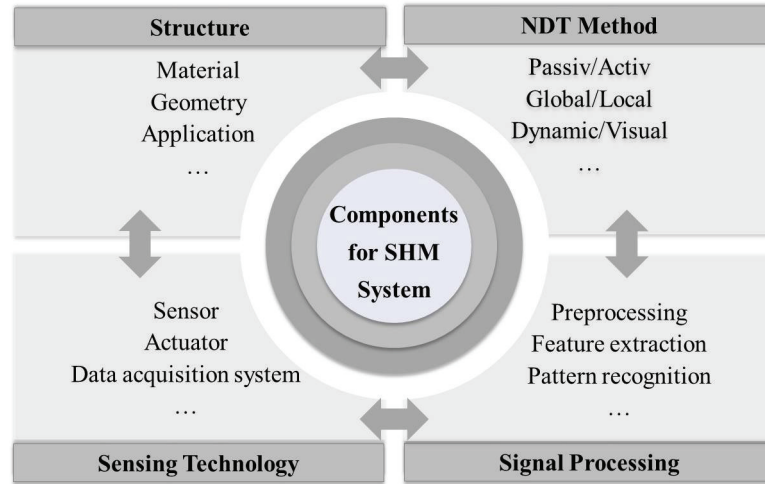 Structure
Material
Geometry
Application
…
NDT Method
Passiv/Activ
Global/Local
Dynamic/Visual
…
Components
for SHM
System
Sensor
Actuator
Data acquisition system
…
Sensing Technology
Preprocessing
Feature extraction
Pattern recognition
…
Signal Processing